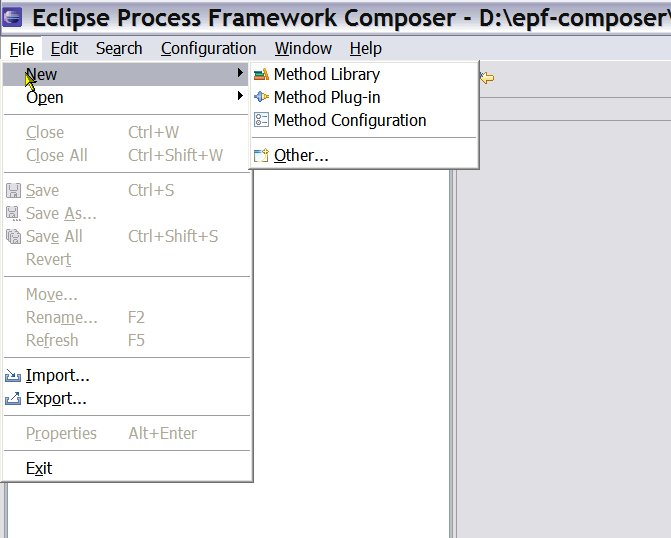 Eclipse Process Framework Composer - D:\epf-composer\
File Edit Search Configuration Window Help
New
Method Library
Open
Method Plug-in
Method Configuration
Close Ctrl+W
Close All Ctrl+Shift+W
Other...
Save Ctrl+S
Save As...
Save All Ctrl+Shift+S
Revert
Move...
Rename... F2
Refresh F5
Import...
Export...
Properties Alt+Enter
Exit